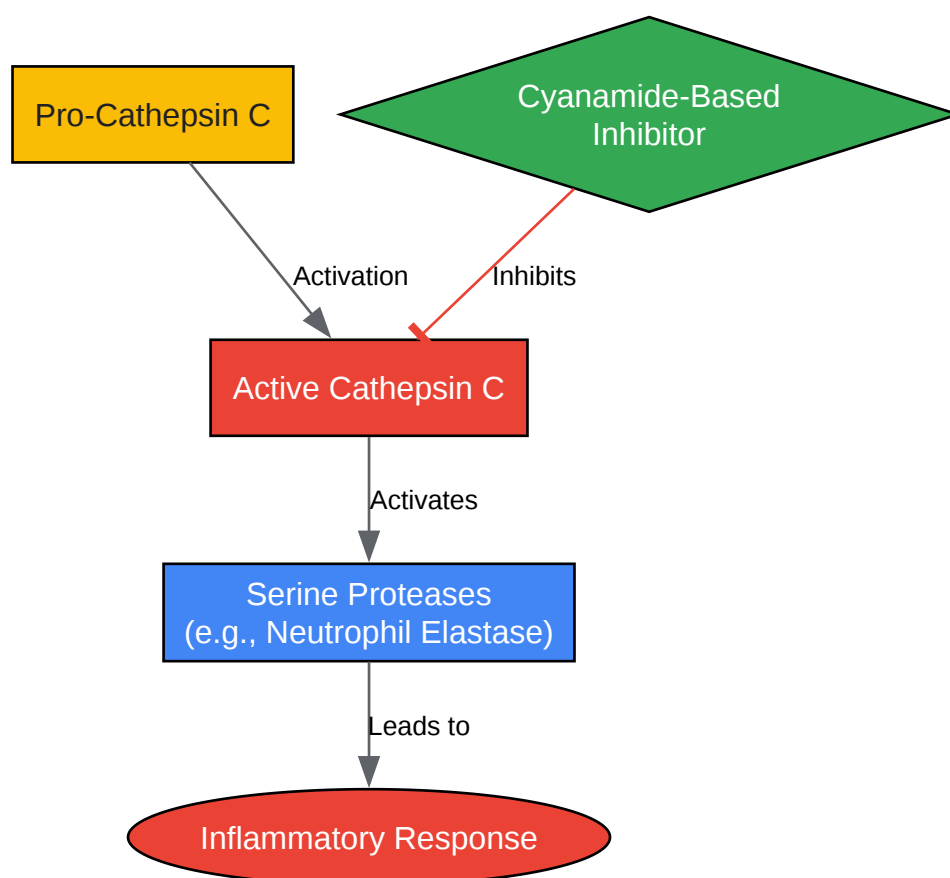 Pro-Cathepsin C
Cyanamide-Based
Inhibitor
Activation
Inhibits
Active Cathepsin C
Activates
Serine Proteases
(e.g., Neutrophil Elastase)
Leads to
Inflammatory Response